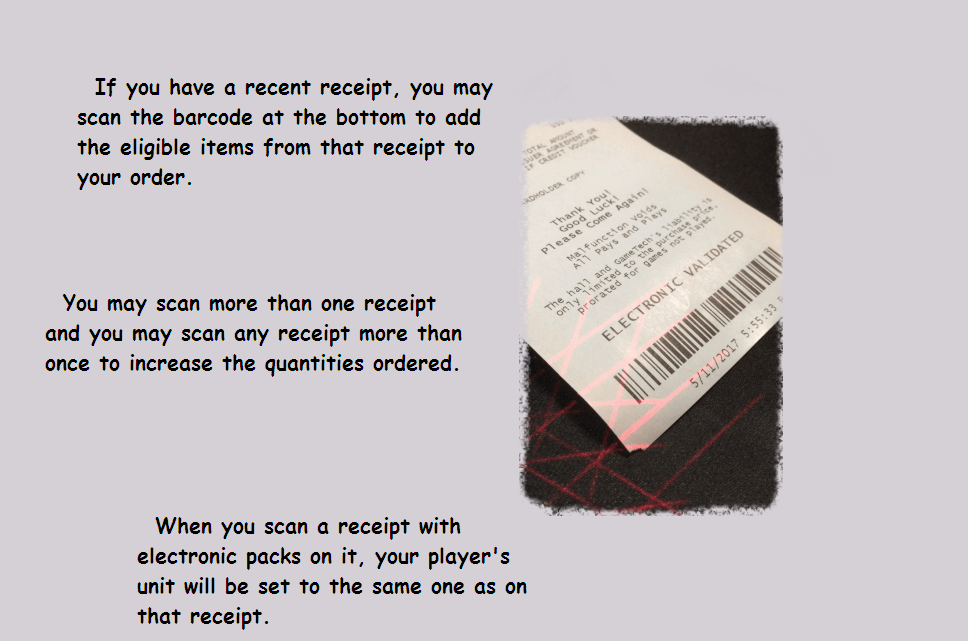 If you have a recent receipt, you may
scan the barcode at the bottom to add
the eligible items from that receipt to
your order.
You may scan more than one receipt
and you may scan any receipt more than
once to increase the quantities ordered.
When you scan a receipt with
electronic packs on it, your player's
unit will be set to the same one as on
that receipt.
TOTAL AMOUNT
AGREEMENT OR
IF CREDIT VOUCHER
COPY
Thank You!
Good Luck!
Please Come Again!
Malfunction voids
All Pays and Plays
The hall and GameTech's liability is
only limited to the purchase price,
prorated for games not played.
ELECTRONIC VALIDATED
5/11/2017 5:55:33